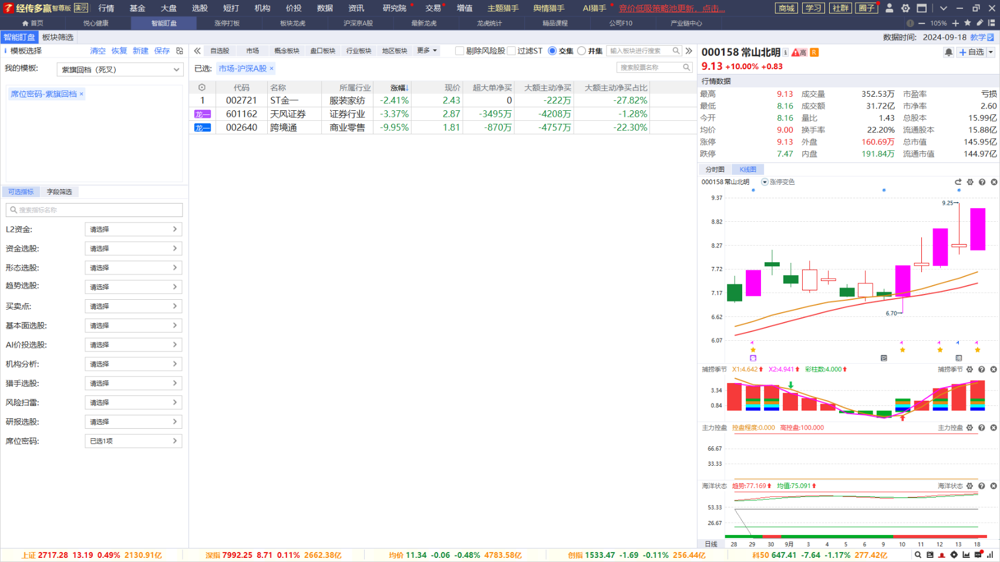 经传多赢 智尊版 演示 行情 基金 大盘 选股 短打 机构 价投 数据 资讯 研究院 交易 增值 主题猎手 舆情猎手 AI猎手 竞价低吸策略池更新，点击... 商城 学习 社群 圈子
首页 悦心健康 智能盯盘 涨停打板 板块龙虎 沪深京A股 最新龙虎 龙虎统计 精品课程 公司F10 产业链中心 105%
智能盯盘 板块筛选 数据时间: 2024-09-18 教学
模板选择 清空 恢复 新建 保存 自选股 市场 概念板块 盘口板块 行业板块 地区板块 更多 剔除风险股 过滤ST 交集 并集 输入板块进行搜索
我的模板: 紫旗回档（死叉）
席位密码-紫旗回档 ×
已选: 市场-沪深A股 × 搜索股票名称
代码 名称 所属行业 涨幅↓ 现价 超大单净买 大额主动净买 大额主动净买占比
1 002721 ST金一 服装家纺 -2.41% 2.43 0 -222万 -27.82%
龙一 601162 天风证券 证券行业 -3.37% 2.87 -3495万 -4208万 -1.28%
龙一 002640 跨境通 商业零售 -9.95% 1.81 -870万 -4757万 -22.30%
可选指标 字段筛选
搜索指标名称
L2资金: 请选择
资金选股: 请选择
形态选股: 请选择
趋势选股: 请选择
买卖点: 请选择
基本面选股: 请选择
AI价投选股: 请选择
机构分析: 请选择
猎手选股: 请选择
风险扫雷: 请选择
研报选股: 请选择
席位密码: 已选1项
000158 常山北明 高 R 自选
9.13 +10.00% +0.83
行情数据
最高 9.13 成交量 352.53万 市盈率 亏损
最低 8.16 成交额 31.72亿 市净率 2.60
今开 8.16 量比 1.43 总股本 15.99亿
均价 9.00 换手率 22.20% 流通股本 15.88亿
涨停 9.13 外盘 160.69万 总市值 145.95亿
跌停 7.47 内盘 191.84万 流通市值 144.97亿
分时图 K线图
000158 常山北明 涨停变色
9.37
9.25
8.82
8.27
7.72
7.17
6.62
6.70
6.07
捕捞季节 X1:4.642 X2:4.941 彩柱数:4.000 捕捞季节
3.34
0.84
主力控盘 控盘程度:0.000 高控盘:100.000 主力控盘
66.67
33.33
海洋状态 趋势:77.169 均值:75.091 海洋状态
53.33
26.67
日线 28 29 30 9月 3 4 5 6 9 10 11 12 13 18
上证 2717.28 13.19 0.49% 2130.91亿 深指 7992.25 8.71 0.11% 2662.38亿 均价 11.34 -0.06 -0.48% 4783.58亿 创指 1533.47 -1.69 -0.11% 256.44亿 科50 647.41 -7.64 -1.17% 277.42亿